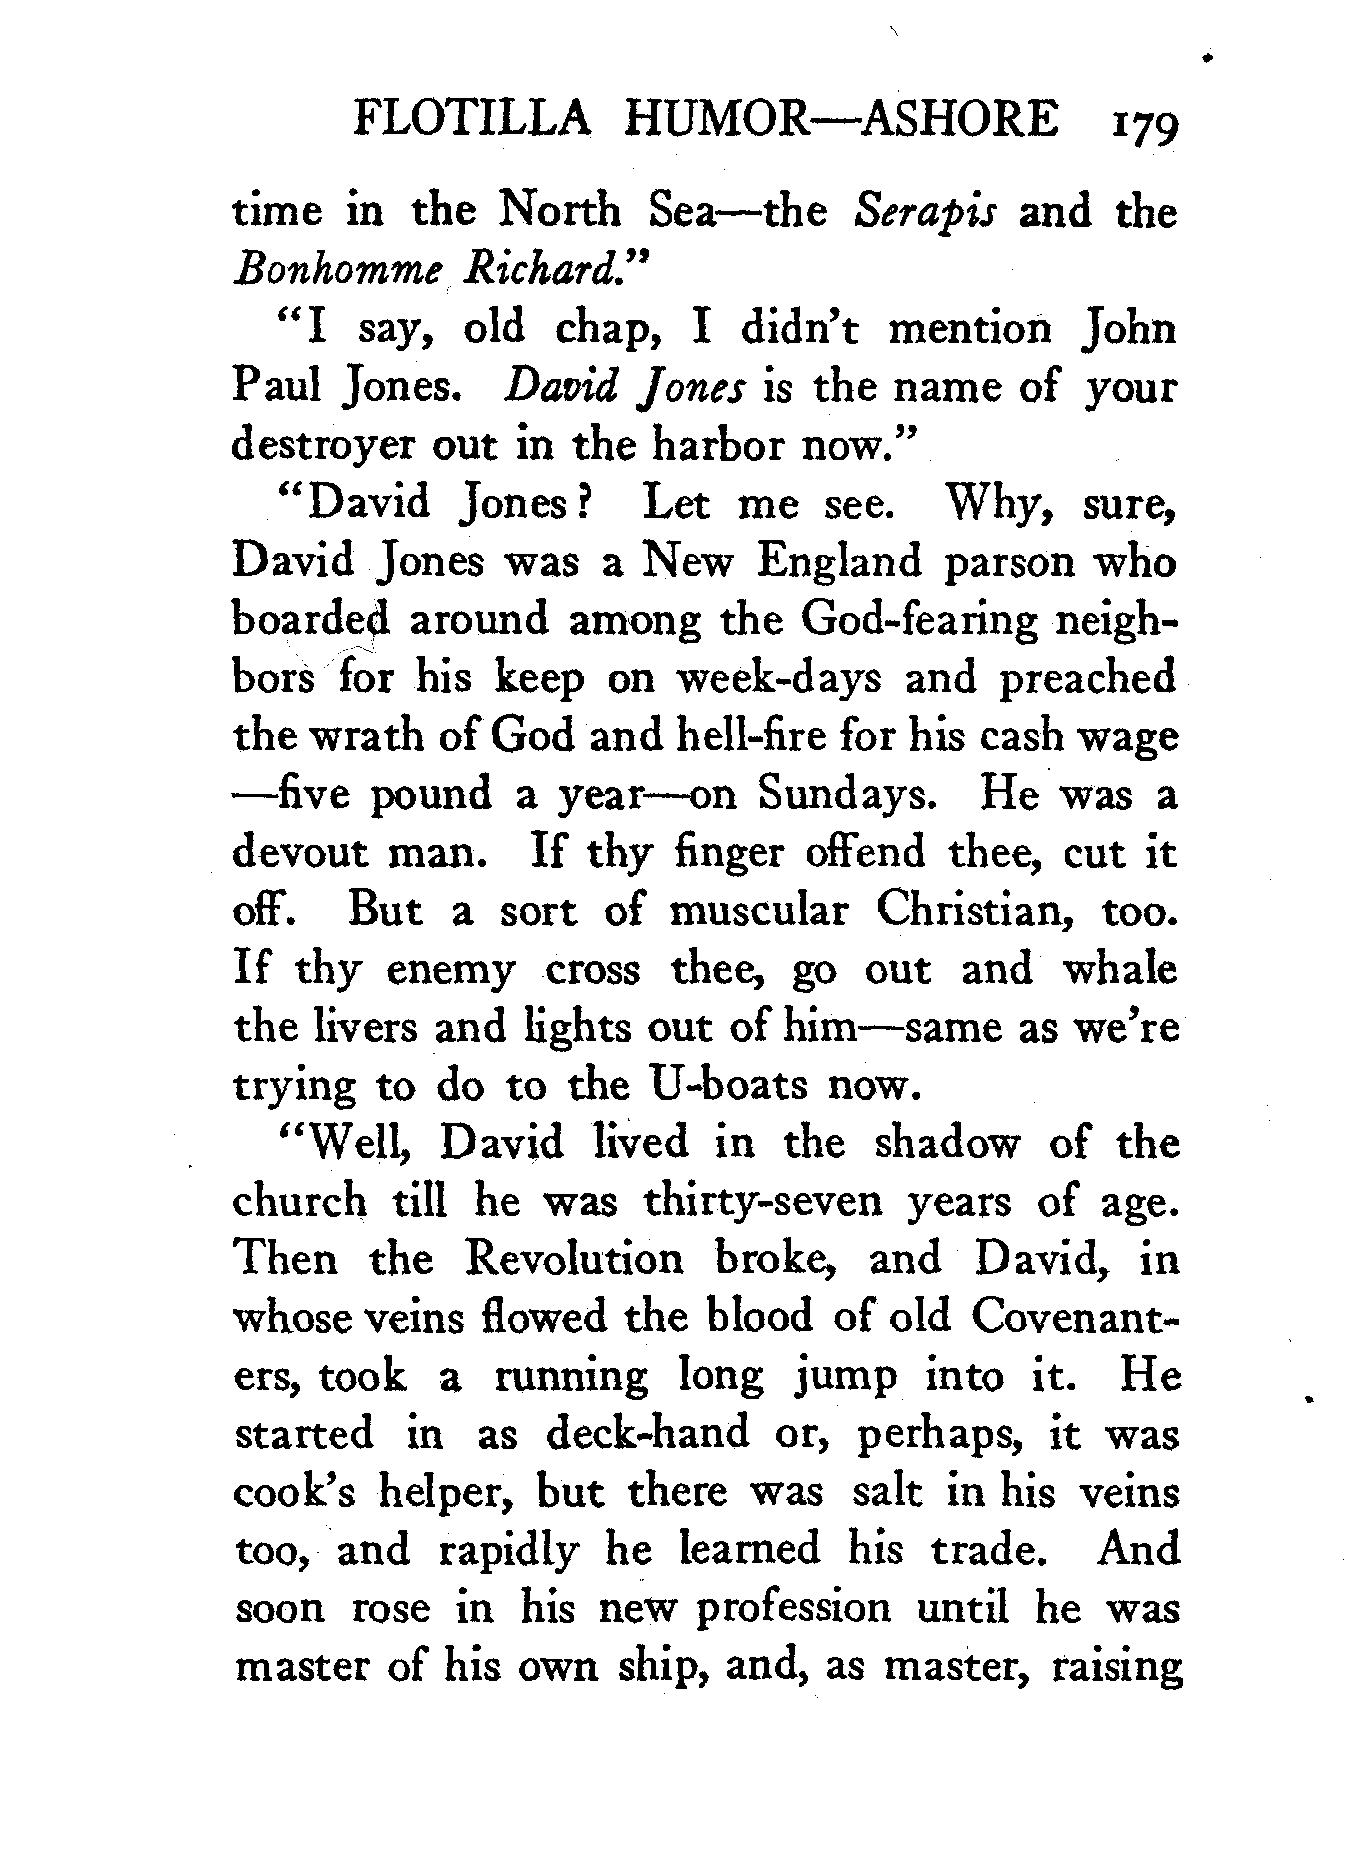 FLOTILLA HUMOR—ASHORE 179
time in the North Sea—the Serapis and the
Bonhomme Richard."
"I say, old chap, I didn't mention John
Paul Jones. David Jones is the name of your
destroyer out in the harbor now."
"David Jones? Let me see. Why, sure,
David Jones was a New England parson who
boarded around among the God-fearing neigh-
bors for his keep on week-days and preached
the wrath of God and hell-fire for his cash wage
—five pound a year—on Sundays. He was a
devout man. If thy finger offend thee, cut it
off. But a sort of muscular Christian, too.
If thy enemy cross thee, go out and whale
the livers and lights out of him—same as we're
trying to do to the U-boats now.
"Well, David lived in the shadow of the
church till he was thirty-seven years of age.
Then the Revolution broke, and David, in
whose veins flowed the blood of old Covenant-
ers, took a running long jump into it. He
started in as deck-hand or, perhaps, it was
cook's helper, but there was salt in his veins
too, and rapidly he learned his trade. And
soon rose in his new profession until he was
master of his own ship, and, as master, raising